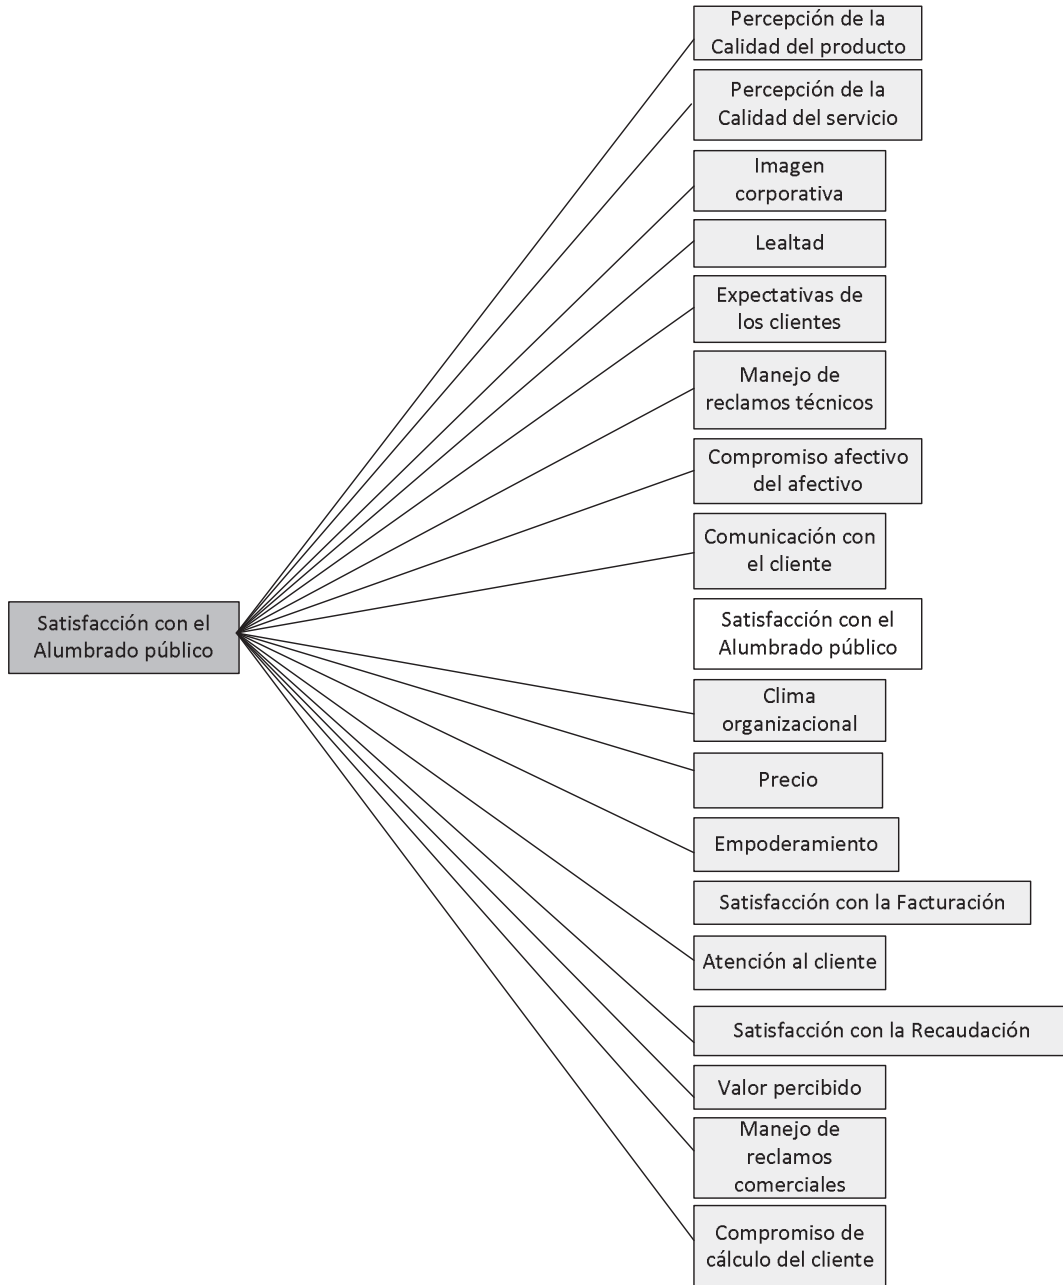 Percepción de la
Calidad del producto
Percepción de la
Calidad del servicio
Imagen
corporativa
Lealtad
Expectativas de
los clientes
Manejo de
reclamos técnicos
Compromiso afectivo
del afectivo
Comunicación con
el cliente
Satisfacción con el
Alumbrado público
Satisfacción con el
Alumbrado público
Clima
organizacional
Precio
Empoderamiento
Satisfacción con la Facturación
Atención al cliente
Satisfacción con la Recaudación
Valor percibido
Manejo de
reclamos
comerciales
Compromiso de
cálculo del cliente